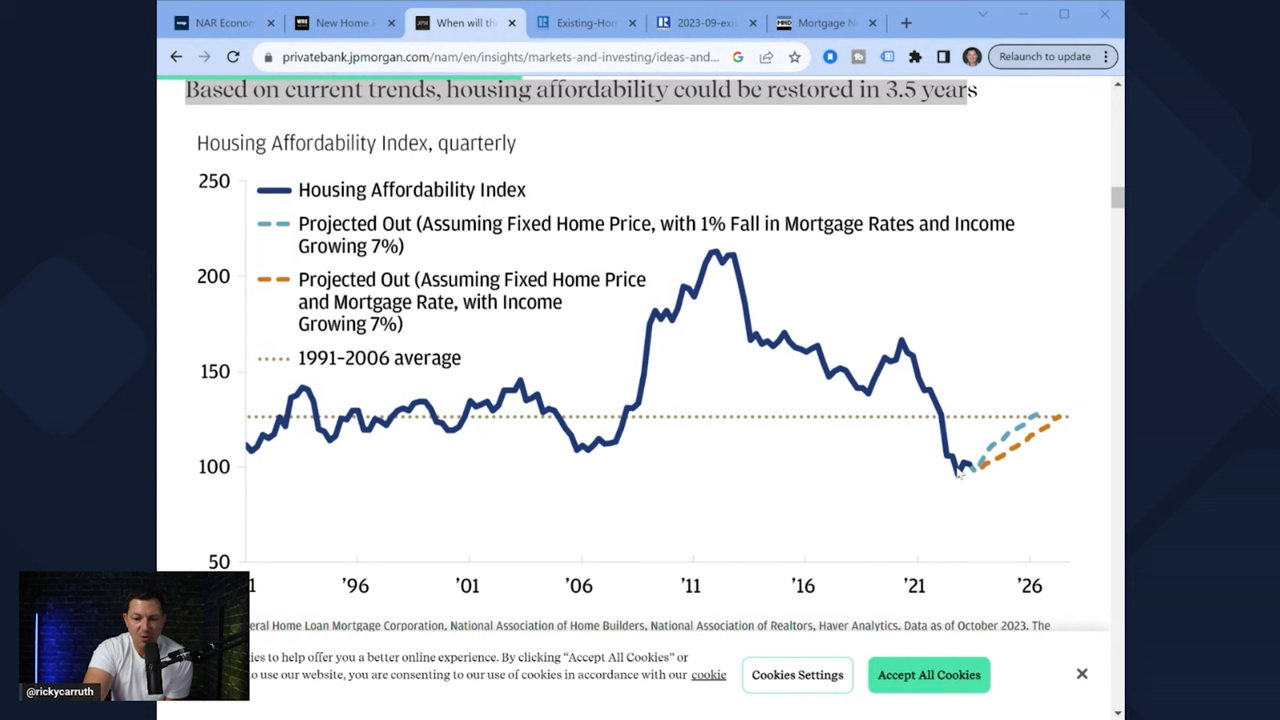 NAR Econom
New Home
When will th
Existing-Hon
2023-09-exis
Mortgage Ne
privatebank.jpmorgan.com/nam/en/insights/markets-and-investing/ideas-and...
Relaunch to update
Based on current trends, housing affordability could be restored in 3.5 years
Housing Affordability Index, quarterly
250
Housing Affordability Index
Projected Out (Assuming Fixed Home Price, with 1% Fall in Mortgage Rates and Income
Growing 7%)
200
Projected Out (Assuming Fixed Home Price
and Mortgage Rate, with Income
Growing 7%)
150
1991–2006 average
100
50
1
'96
'01
'06
'11
'16
'21
'26
eral Home Loan Mortgage Corporation, National Association of Home Builders, National Association of Realtors, Haver Analytics. Data as of October 2023. The
ies to help offer you a better online experience. By clicking “Accept All Cookies” or
o use our website, you are consenting to our use of cookies in accordance with our cookie
Cookies Settings
Accept All Cookies
@rickycarruth